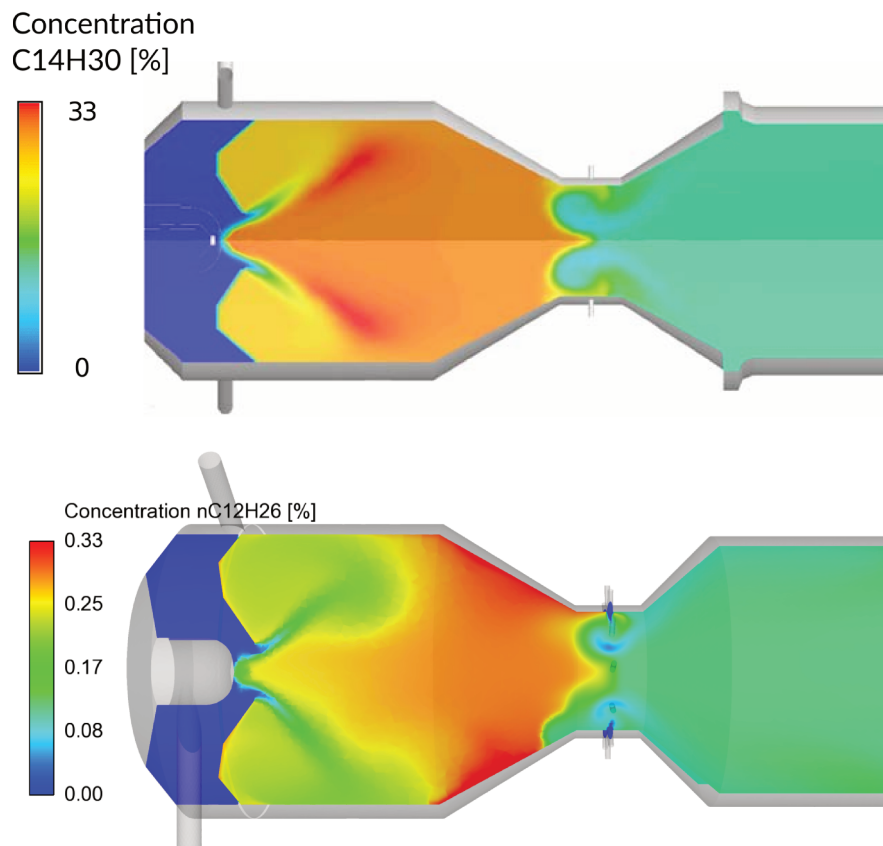 Concentration
C14H30 [%]
33
0
Concentration nC12H26 [%]
0.33
0.25
0.17
0.08
0.00